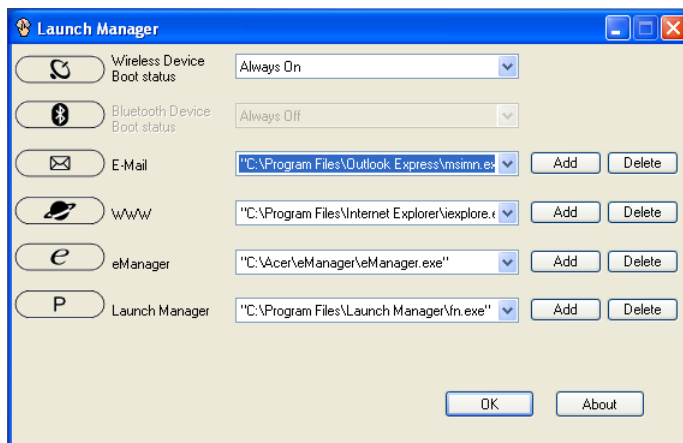 Launch Manager
Wireless Device
Boot status
Always On
Bluetooth Device
Boot status
Always Off
E-Mail
"C:\Program Files\Outlook Express\msimn.ex
Add
Delete
WWW
"C:\Program Files\Internet Explorer\iexplore.e
Add
Delete
e
eManager
"C:\Acer\eManager\eManager.exe"
Add
Delete
P
Launch Manager
"C:\Program Files\Launch Manager\fn.exe"
Add
Delete
OK
About